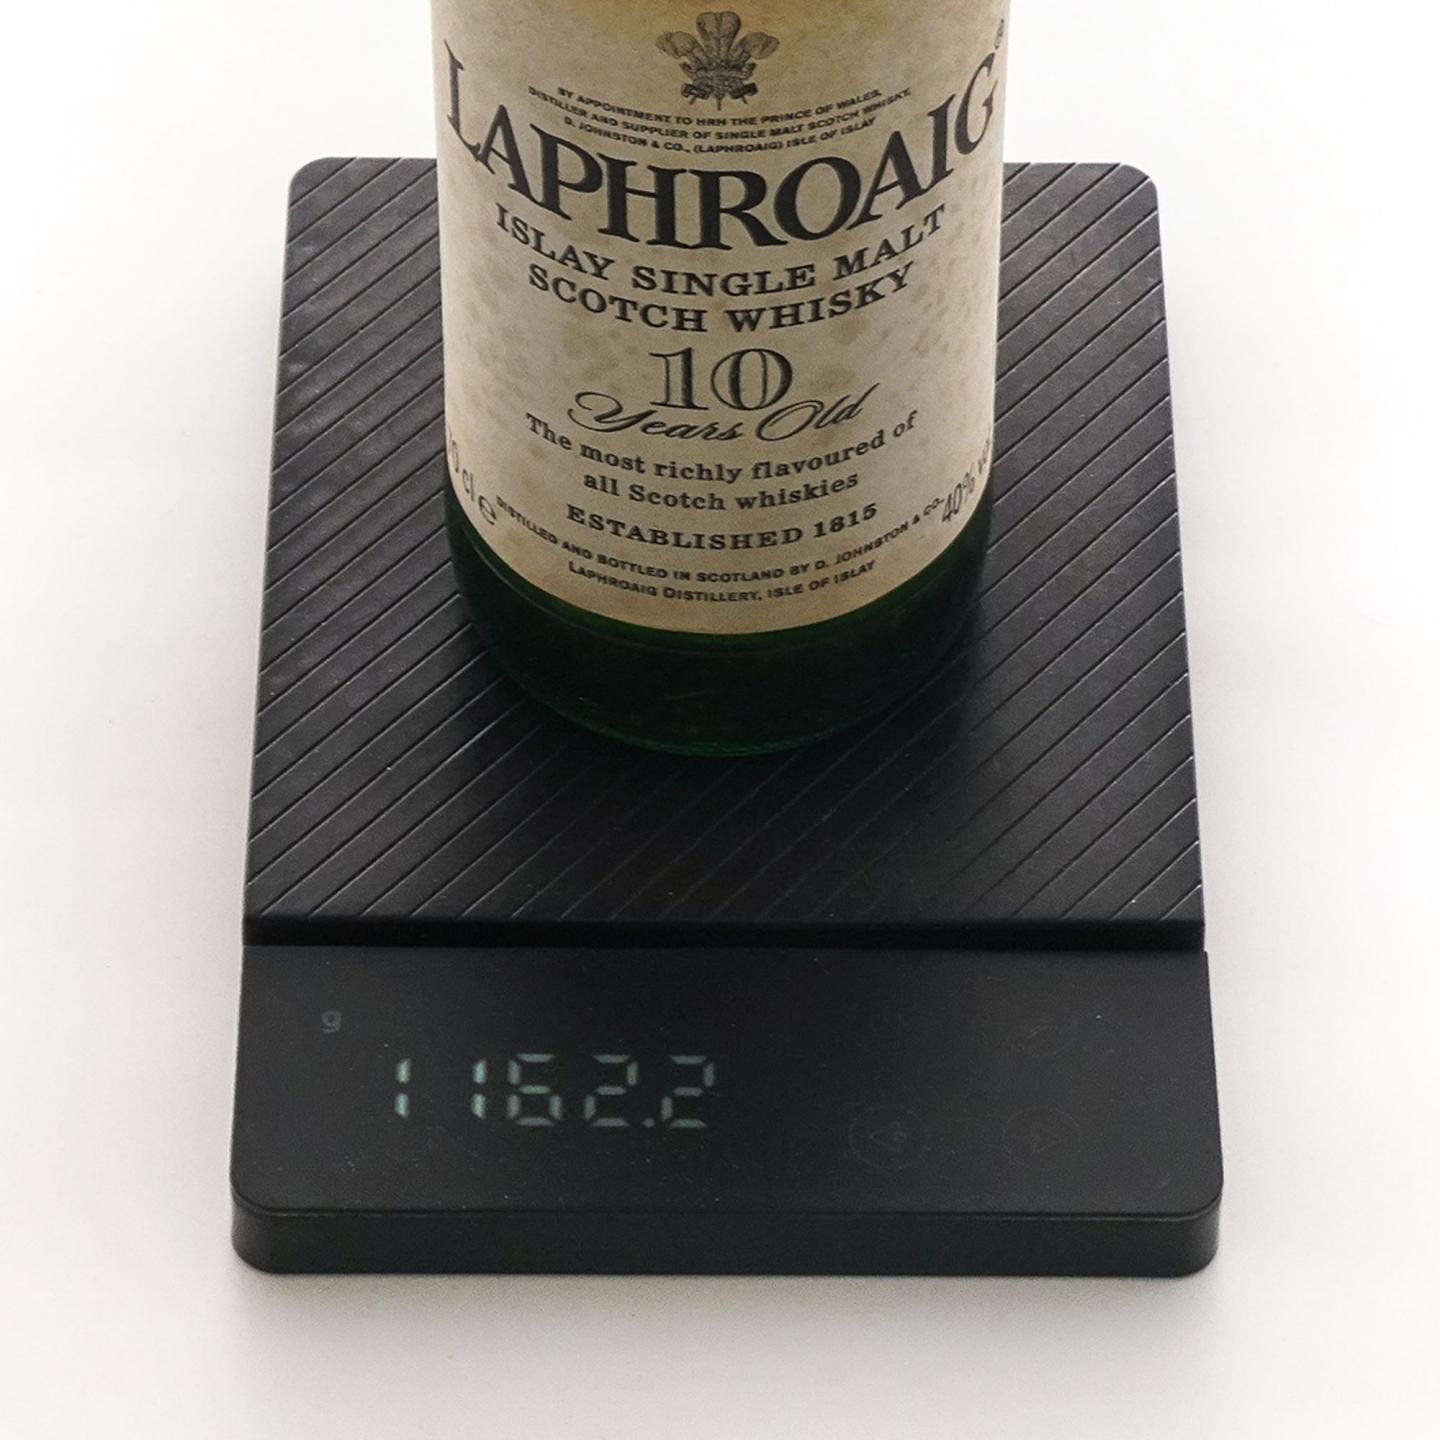 BY APPOINTMENT TO HRH THE PRINCE OF WALES,
DISTILLER AND SUPPLIER OF SINGLE MALT SCOTCH WHISKY,
D. JOHNSTON & CO., (LAPHROAIG) ISLE OF ISLAY
LAPHROAIG®
ISLAY SINGLE MALT
SCOTCH WHISKY
10
Years Old
The most richly flavoured of
all Scotch whiskies
ESTABLISHED 1815
cl e
40%
DISTILLED AND BOTTLED IN SCOTLAND BY D. JOHNSTON & CO.
LAPHROAIG DISTILLERY, ISLE OF ISLAY
g
1162.2